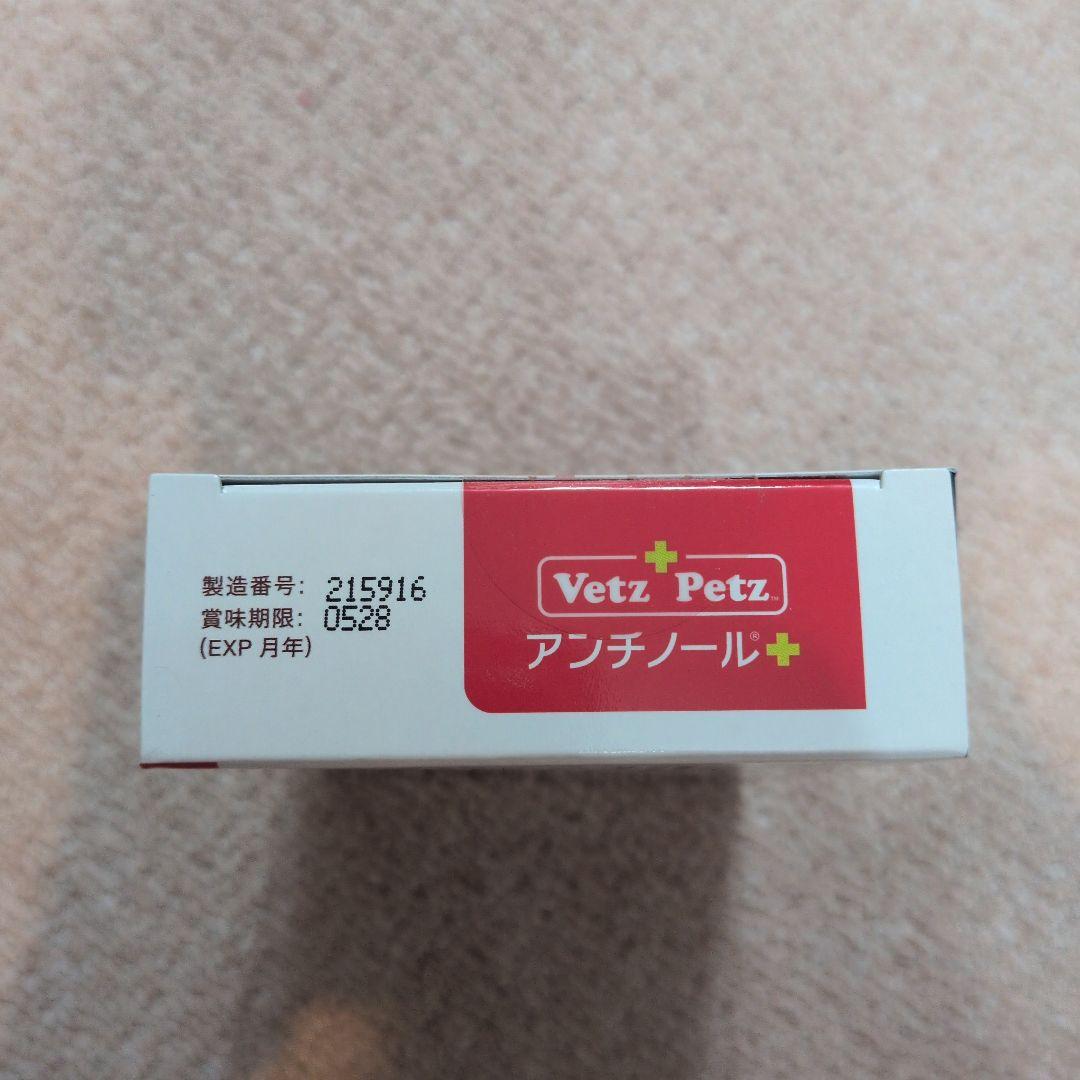 製造番号: 215916
賞味期限: 0528
(EXP 月年)
Vetz Petz™
アンチノール®